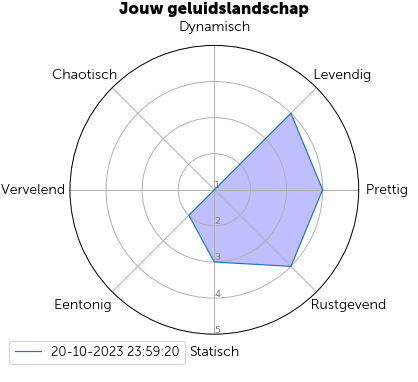 Jouw geluidslandschap
Dynamisch
Chaotisch
Levendig
Vervelend
Prettig
1
2
3
4
5
Eentonig
Rustgevend
Statisch
20-10-2023 23:59:20